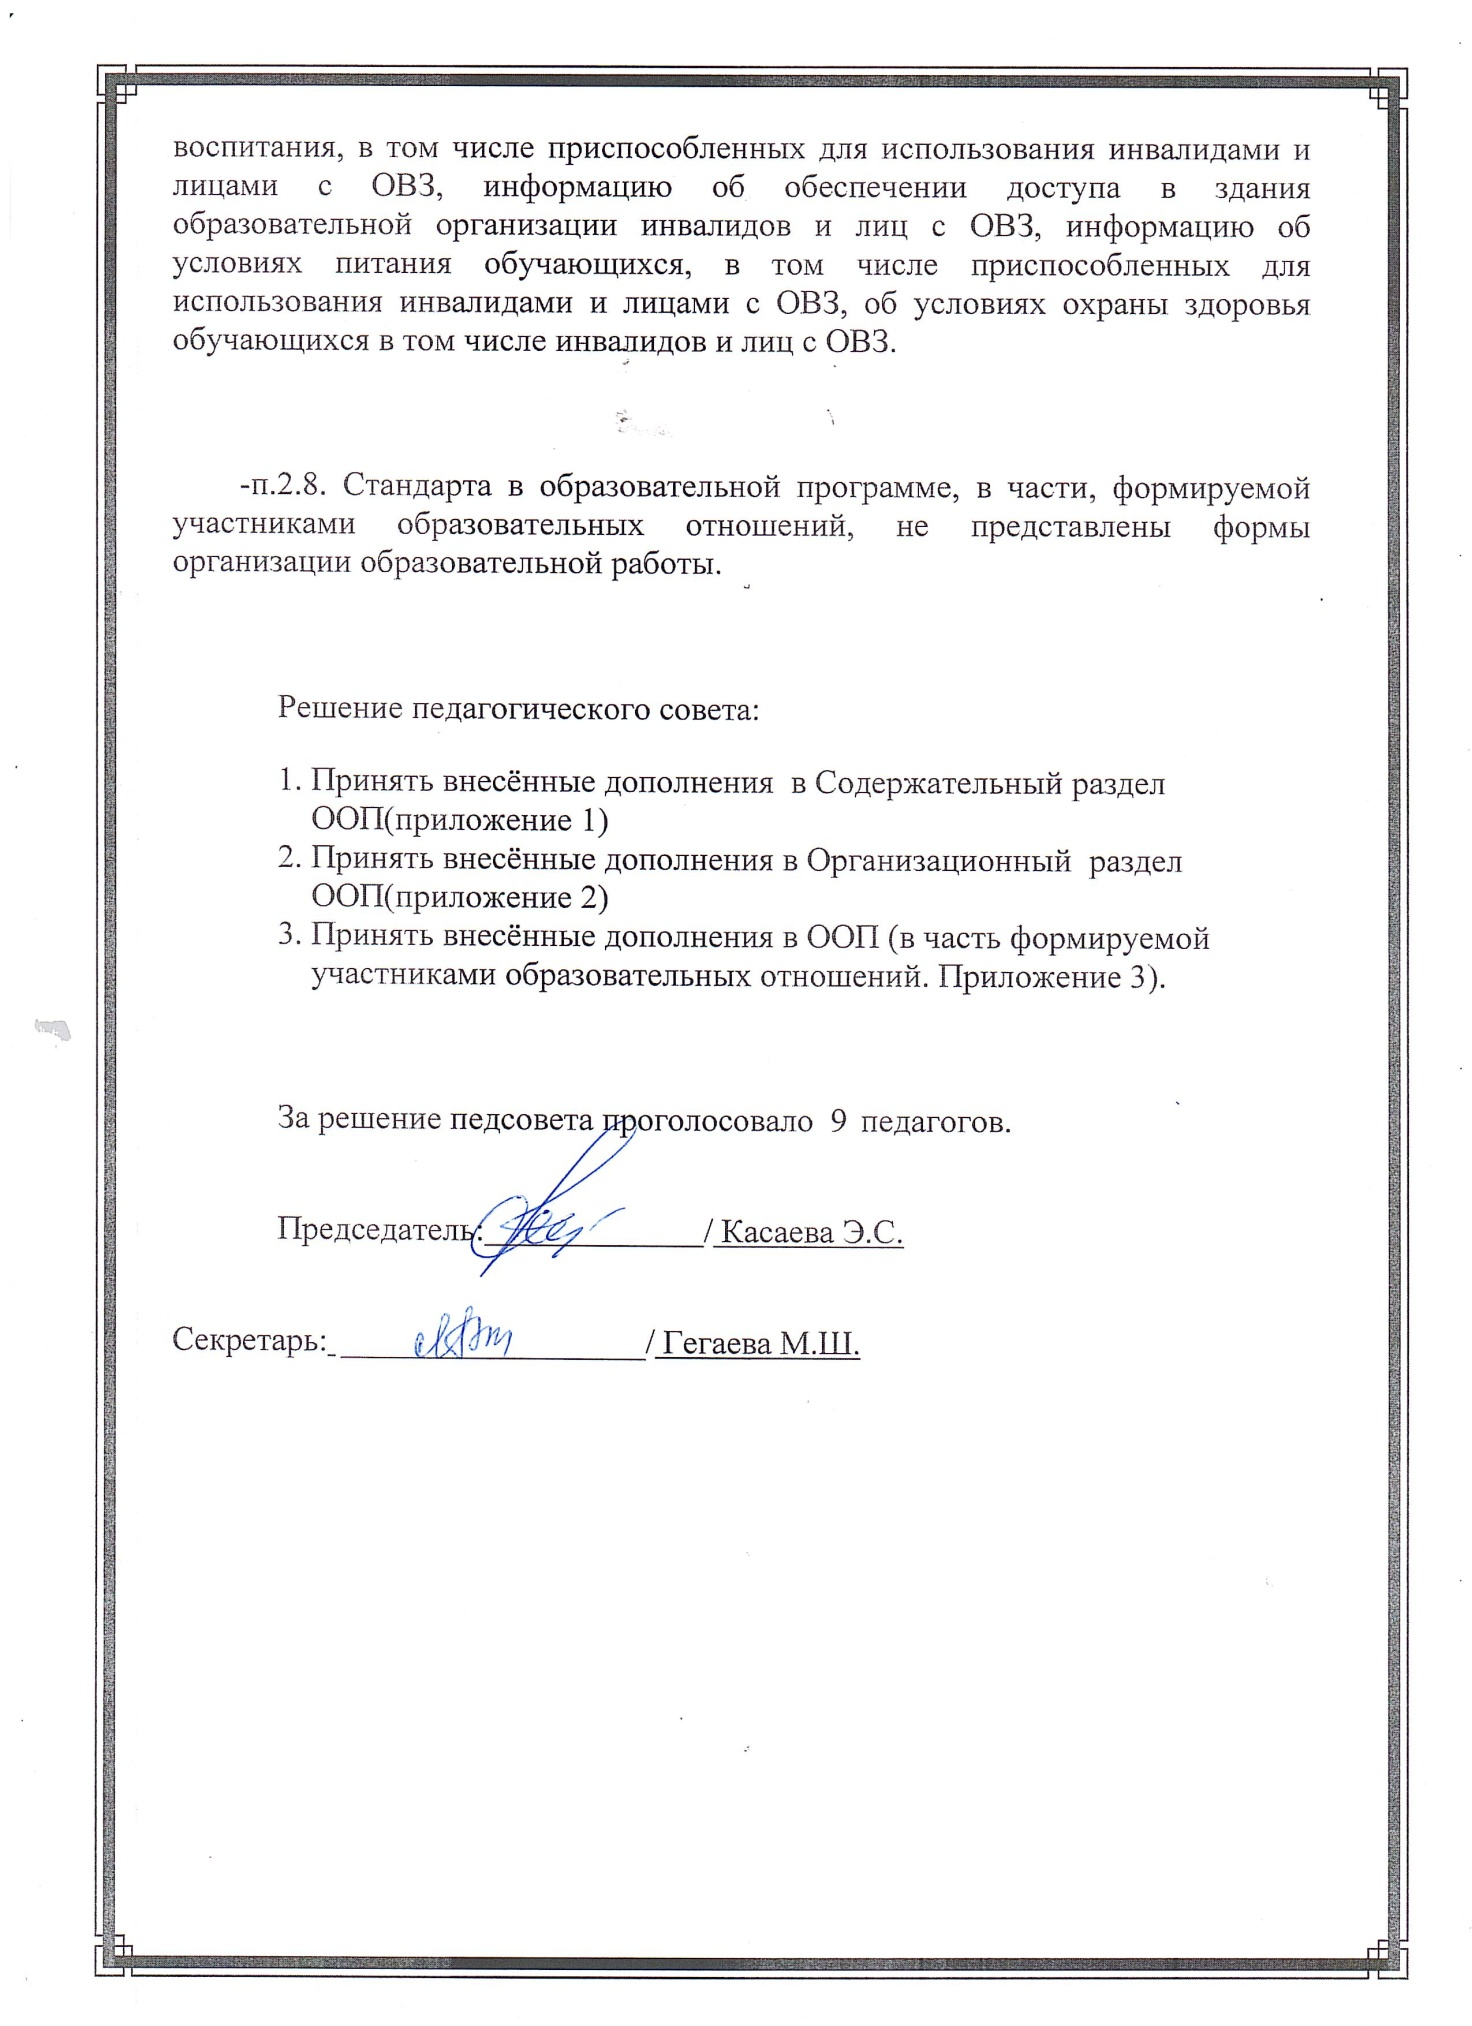 воспитания, в том числе приспособленных для использования инвалидами и
лицами с ОВЗ, информацию об обеспечении доступа в здания
образовательной организации инвалидов и лиц с ОВЗ, информацию об
условиях питания обучающихся, в том числе приспособленных для
использования инвалидами и лицами с ОВЗ, об условиях охраны здоровья
обучающихся в том числе инвалидов и лиц с ОВЗ.
-п.2.8. Стандарта в образовательной программе, в части, формируемой
участниками образовательных отношений, не представлены формы
организации образовательной работы.
Решение педагогического совета:
1. Принять внесённые дополнения в Содержательный раздел
ООП(приложение 1)
2. Принять внесённые дополнения в Организационный раздел
ООП(приложение 2)
3. Принять внесённые дополнения в ООП (в часть формируемой
участниками образовательных отношений. Приложение 3).
За решение педсовета проголосовало 9 педагогов.
Председатель:______________/ Касаева Э.С.
Секретарь:_ ___________________/ Гегаева М.Ш.